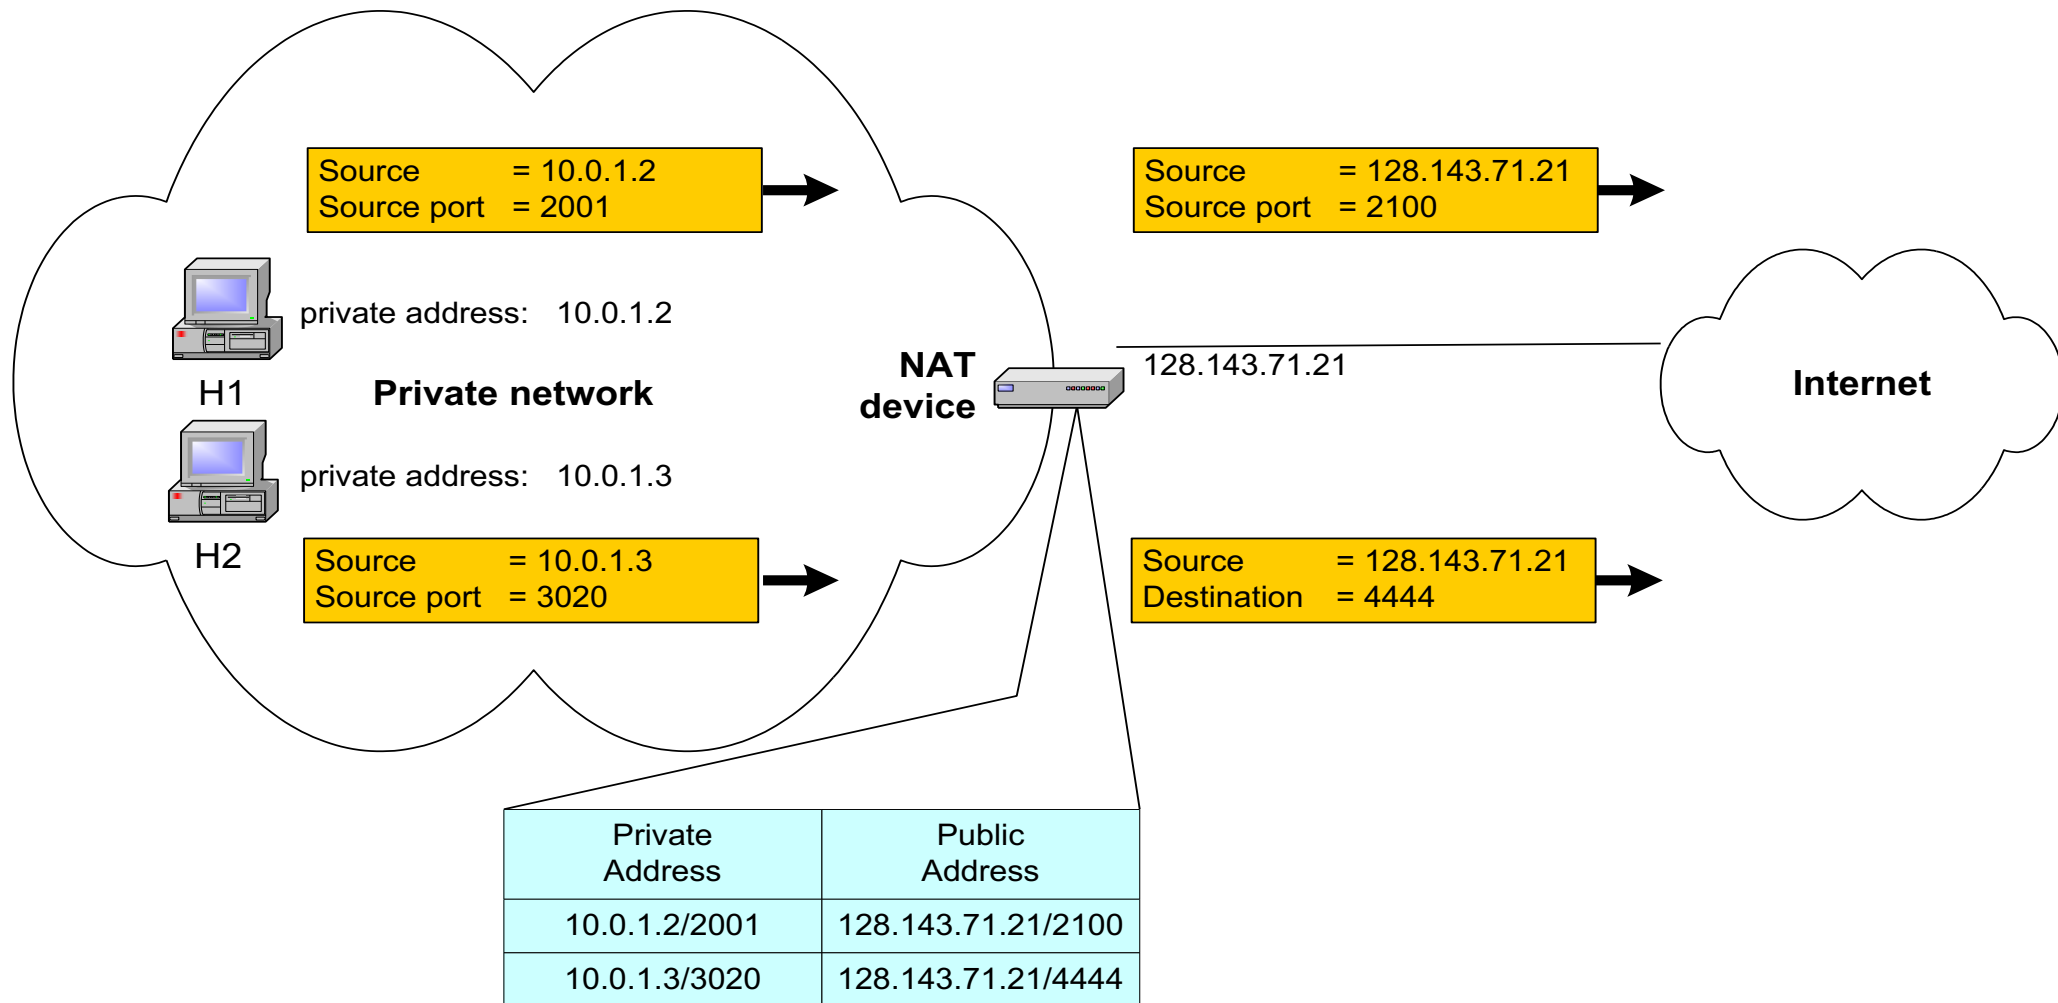 Source = 10.0.1.2
Source port = 2001
Source = 128.143.71.21
Source port = 2100
private address: 10.0.1.2
H1
Private network
NAT
device
128.143.71.21
Internet
private address: 10.0.1.3
H2
Source = 10.0.1.3
Source port = 3020
Source = 128.143.71.21
Destination = 4444
Private
Address
Public
Address
10.0.1.2/2001 128.143.71.21/2100
10.0.1.3/3020 128.143.71.21/4444